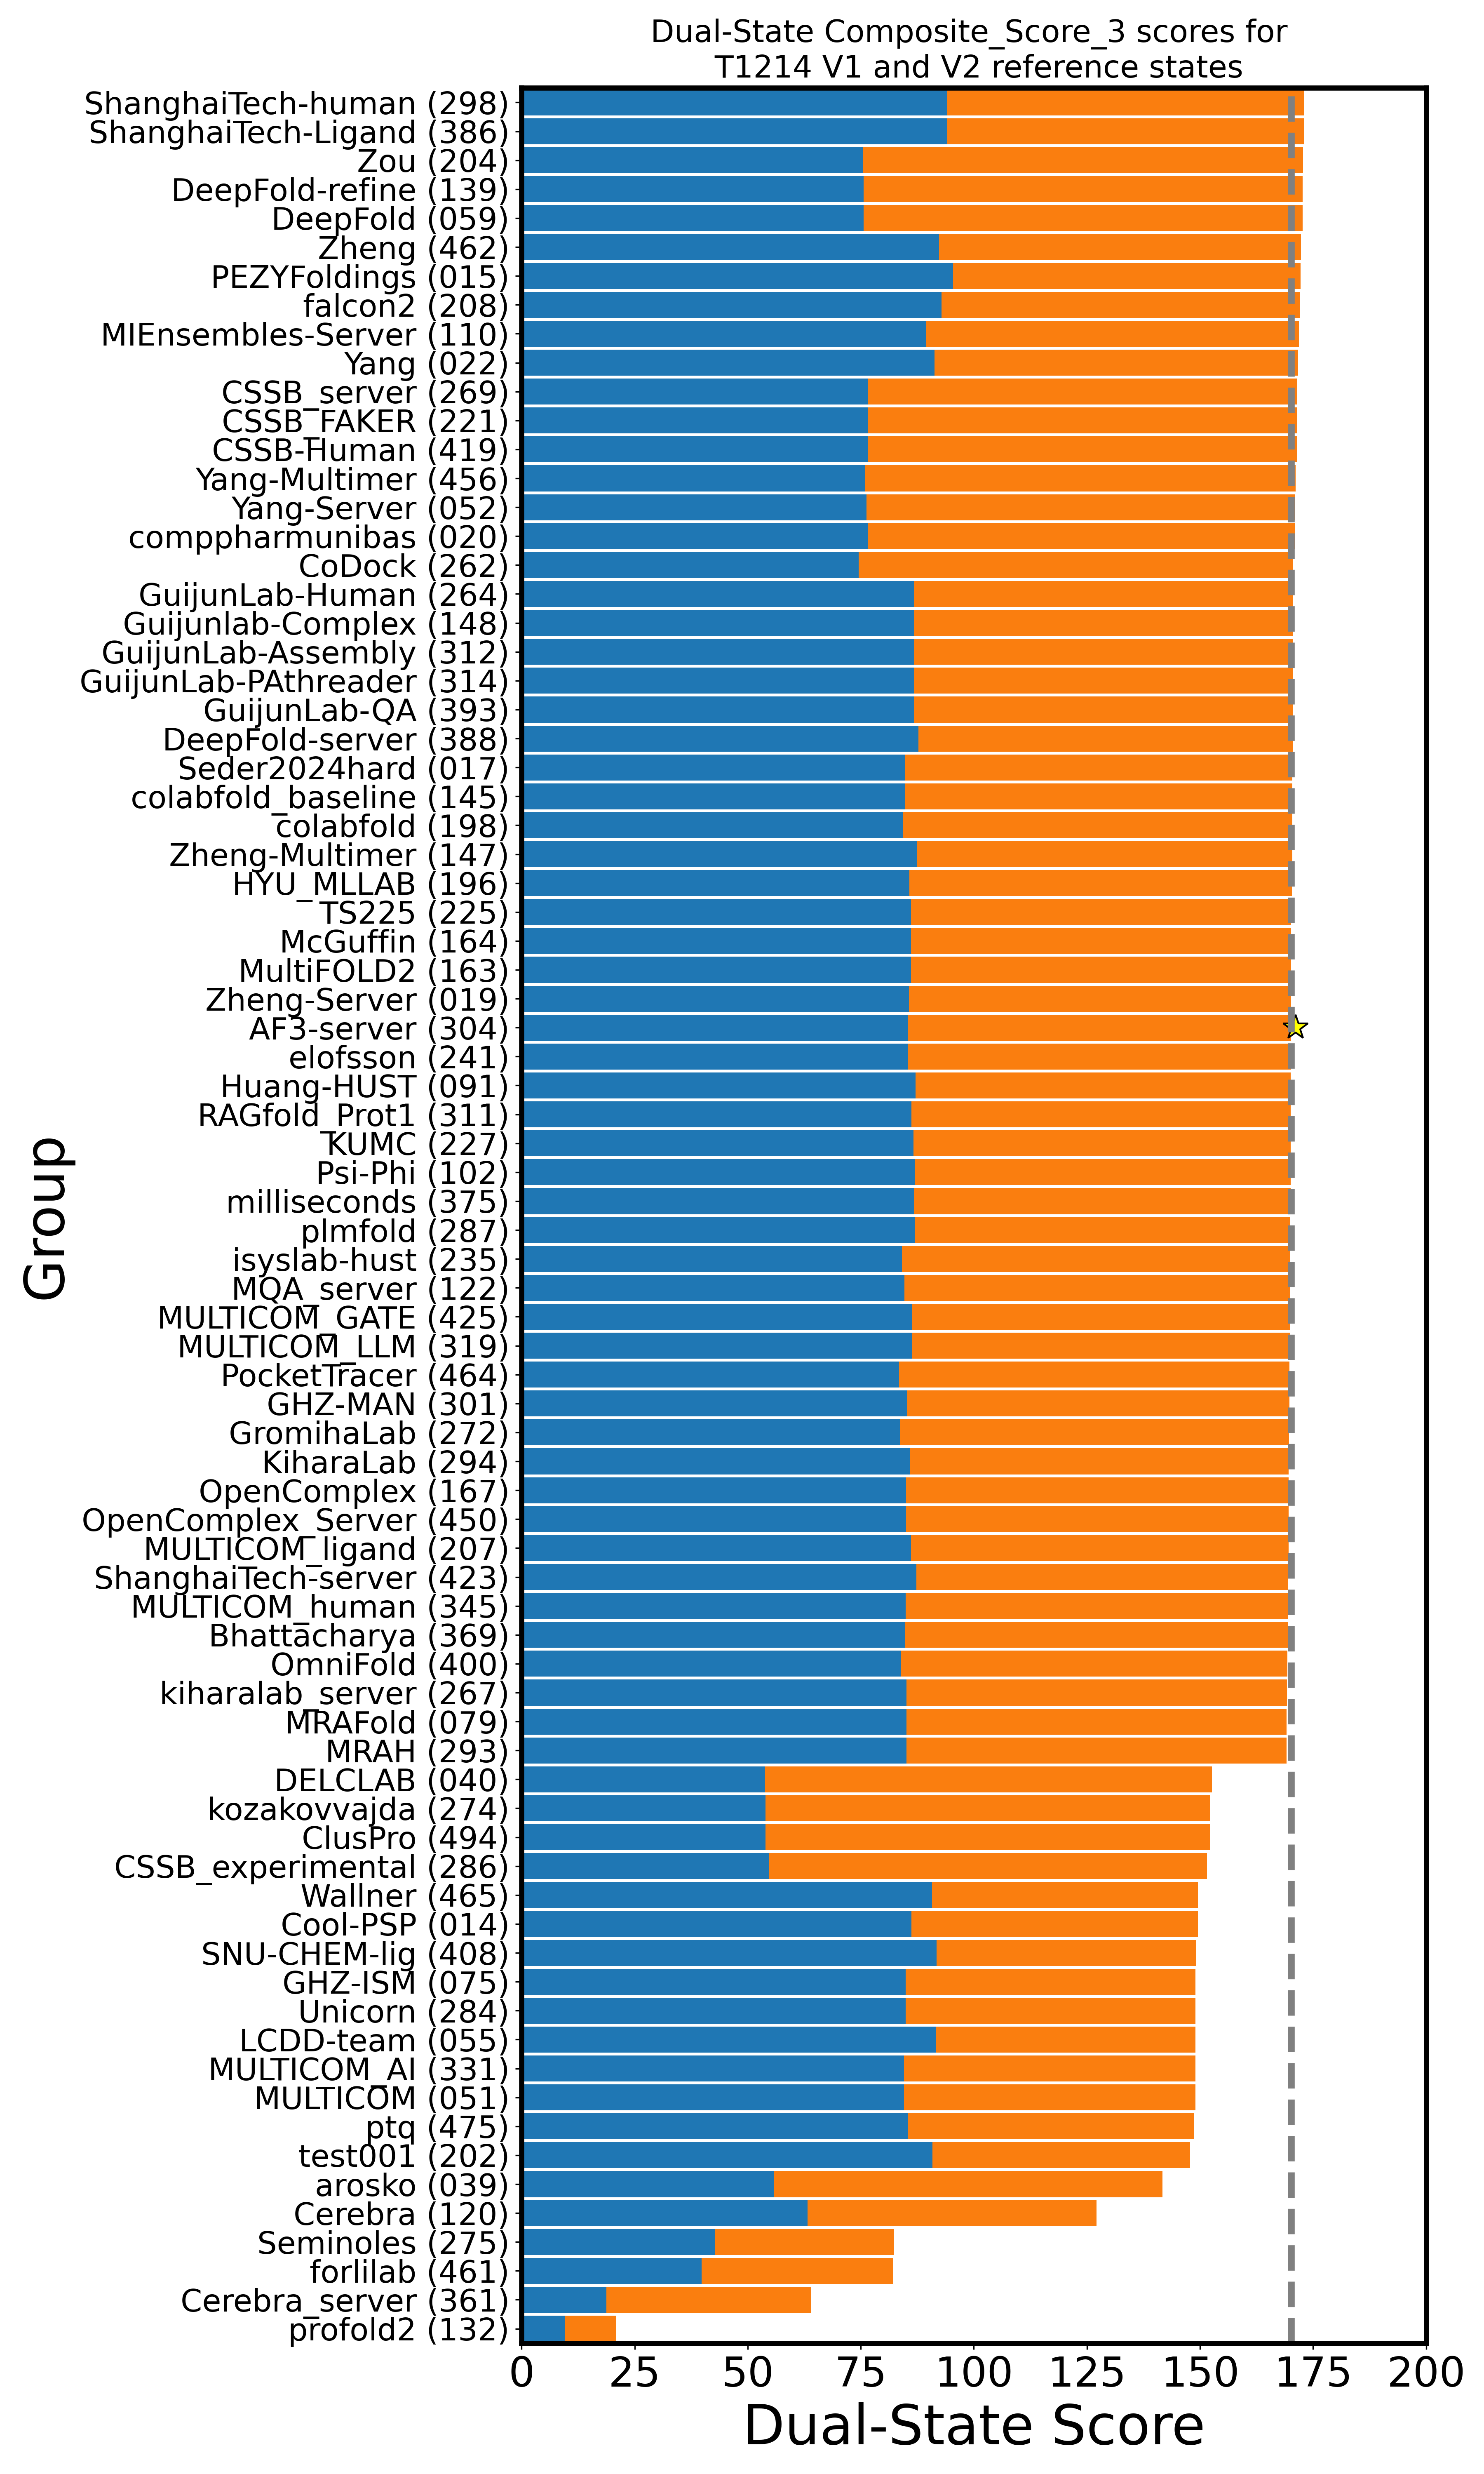 Dual-State Composite_Score_3 scores for
T1214 V1 and V2 reference states
ShanghaiTech-human (298)
ShanghaiTech-Ligand (386)
Zou (204)
DeepFold-refine (139)
DeepFold (059)
Zheng (462)
PEZYFoldings (015)
falcon2 (208)
MIEnsembles-Server (110)
Yang (022)
CSSB_server (269)
CSSB_FAKER (221)
CSSB-Human (419)
Yang-Multimer (456)
Yang-Server (052)
comppharmunibas (020)
CoDock (262)
GuijunLab-Human (264)
Guijunlab-Complex (148)
GuijunLab-Assembly (312)
GuijunLab-PAthreader (314)
GuijunLab-QA (393)
DeepFold-server (388)
Seder2024hard (017)
colabfold_baseline (145)
colabfold (198)
Zheng-Multimer (147)
HYU_MLLAB (196)
TS225 (225)
McGuffin (164)
MultiFOLD2 (163)
Zheng-Server (019)
AF3-server (304)
elofsson (241)
Huang-HUST (091)
RAGfold_Prot1 (311)
KUMC (227)
Psi-Phi (102)
milliseconds (375)
plmfold (287)
isyslab-hust (235)
MQA_server (122)
MULTICOM_GATE (425)
MULTICOM_LLM (319)
PocketTracer (464)
GHZ-MAN (301)
GromihaLab (272)
KiharaLab (294)
OpenComplex (167)
OpenComplex_Server (450)
MULTICOM_ligand (207)
ShanghaiTech-server (423)
MULTICOM_human (345)
Bhattacharya (369)
OmniFold (400)
kiharalab_server (267)
MRAFold (079)
MRAH (293)
DELCLAB (040)
kozakovvajda (274)
ClusPro (494)
CSSB_experimental (286)
Wallner (465)
Cool-PSP (014)
SNU-CHEM-lig (408)
GHZ-ISM (075)
Unicorn (284)
LCDD-team (055)
MULTICOM_AI (331)
MULTICOM (051)
ptq (475)
test001 (202)
arosko (039)
Cerebra (120)
Seminoles (275)
forlilab (461)
Cerebra_server (361)
profold2 (132)
Group
0 25 50 75 100 125 150 175 200
Dual-State Score